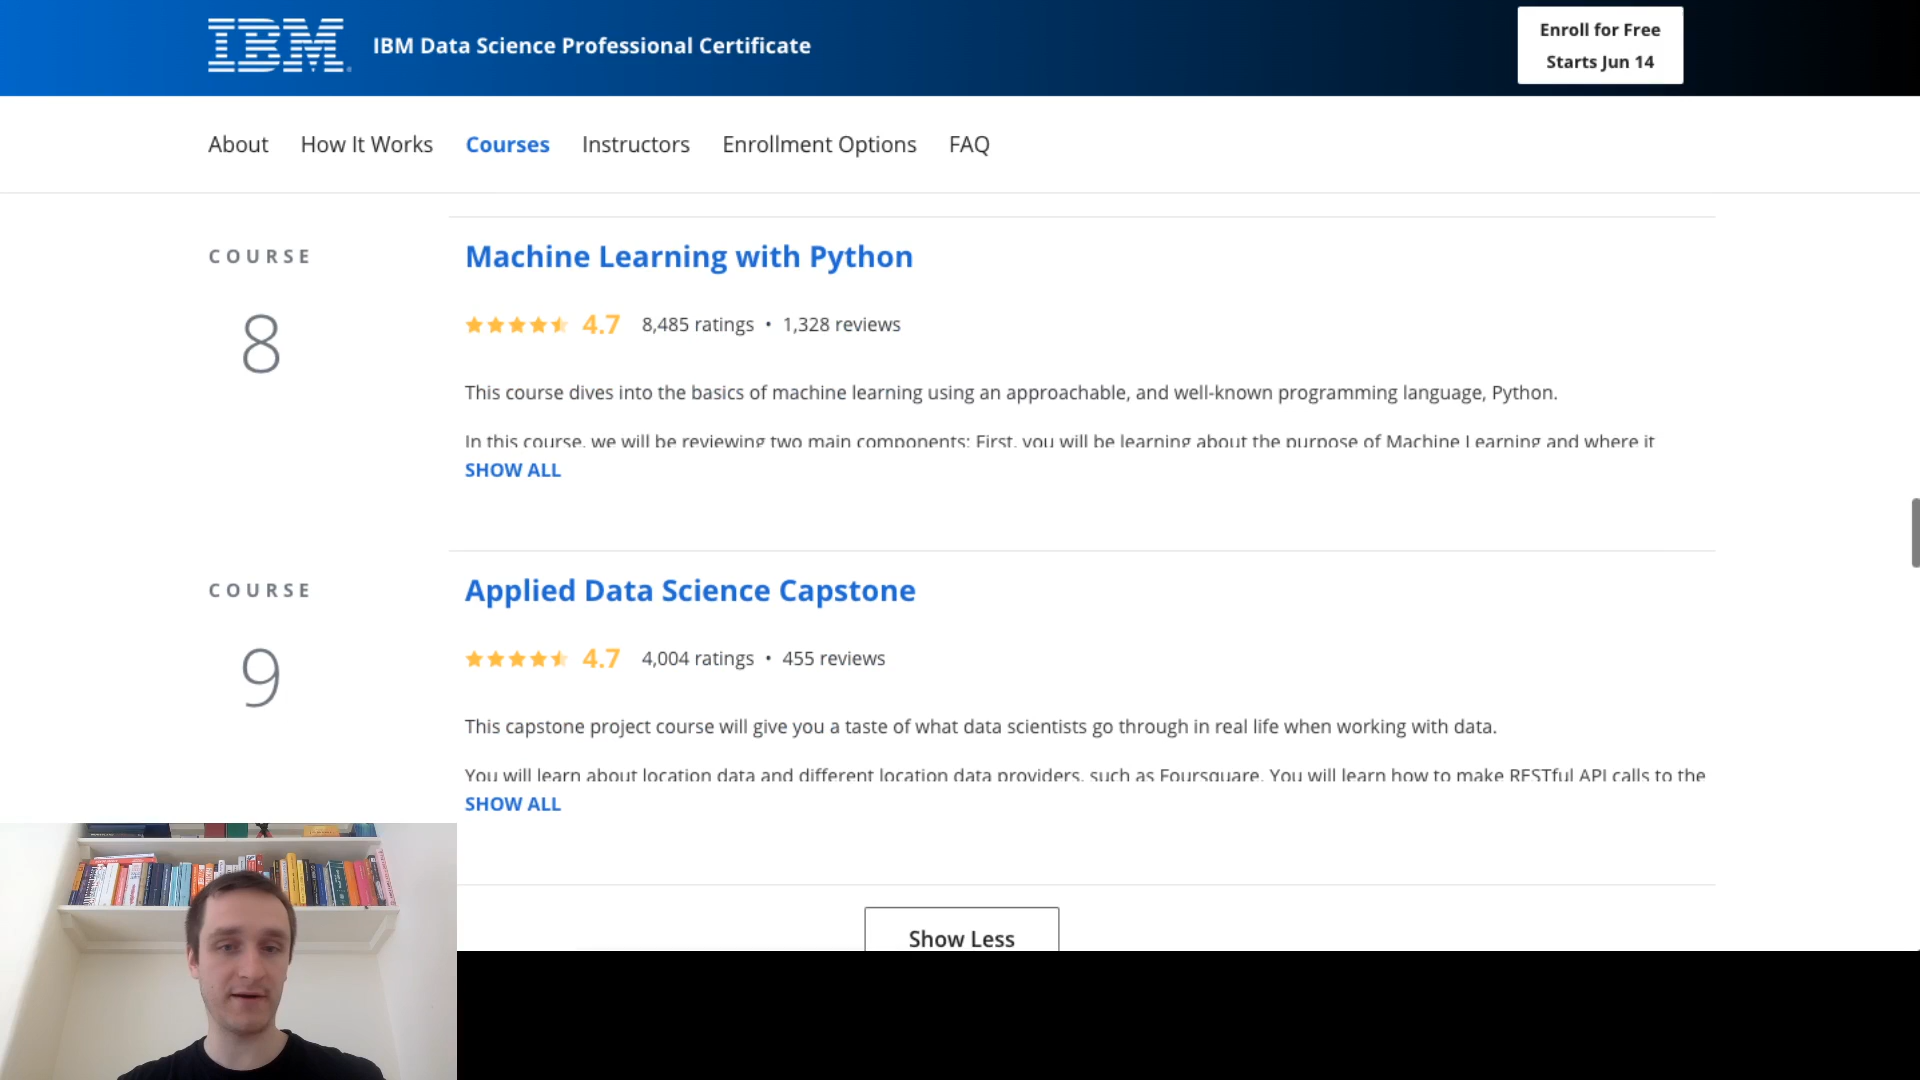 IBM
IBM Data Science Professional Certificate
Enroll for Free
Starts Jun 14
About
How It Works
Courses
Instructors
Enrollment Options
FAQ
COURSE
8
Machine Learning with Python
4.7
8,485 ratings • 1,328 reviews
This course dives into the basics of machine learning using an approachable, and well-known programming language, Python.
In this course, we will be reviewing two main components: First, you will be learning about the purpose of Machine Learning and where it
SHOW ALL
COURSE
9
Applied Data Science Capstone
4.7
4,004 ratings • 455 reviews
This capstone project course will give you a taste of what data scientists go through in real life when working with data.
You will learn about location data and different location data providers, such as Foursquare. You will learn how to make RESTful API calls to the
SHOW ALL
Show Less